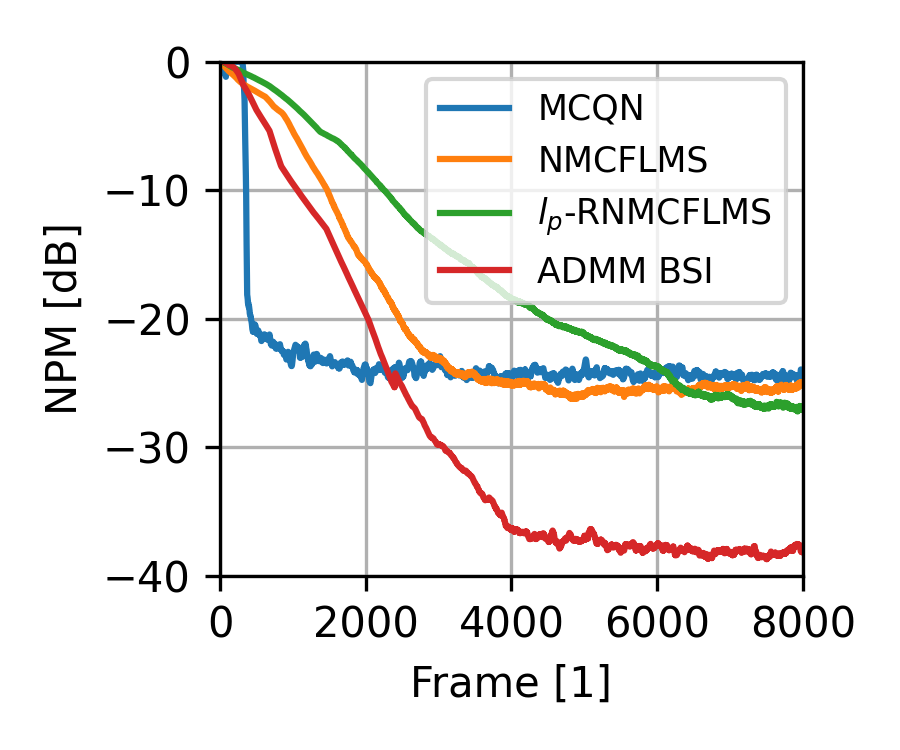 0
−10
−20
−30
−40
NPM [dB]
MCQN
NMCFLMS
lp-RNMCFLMS
ADMM BSI
0 2000 4000 6000 8000
Frame [1]